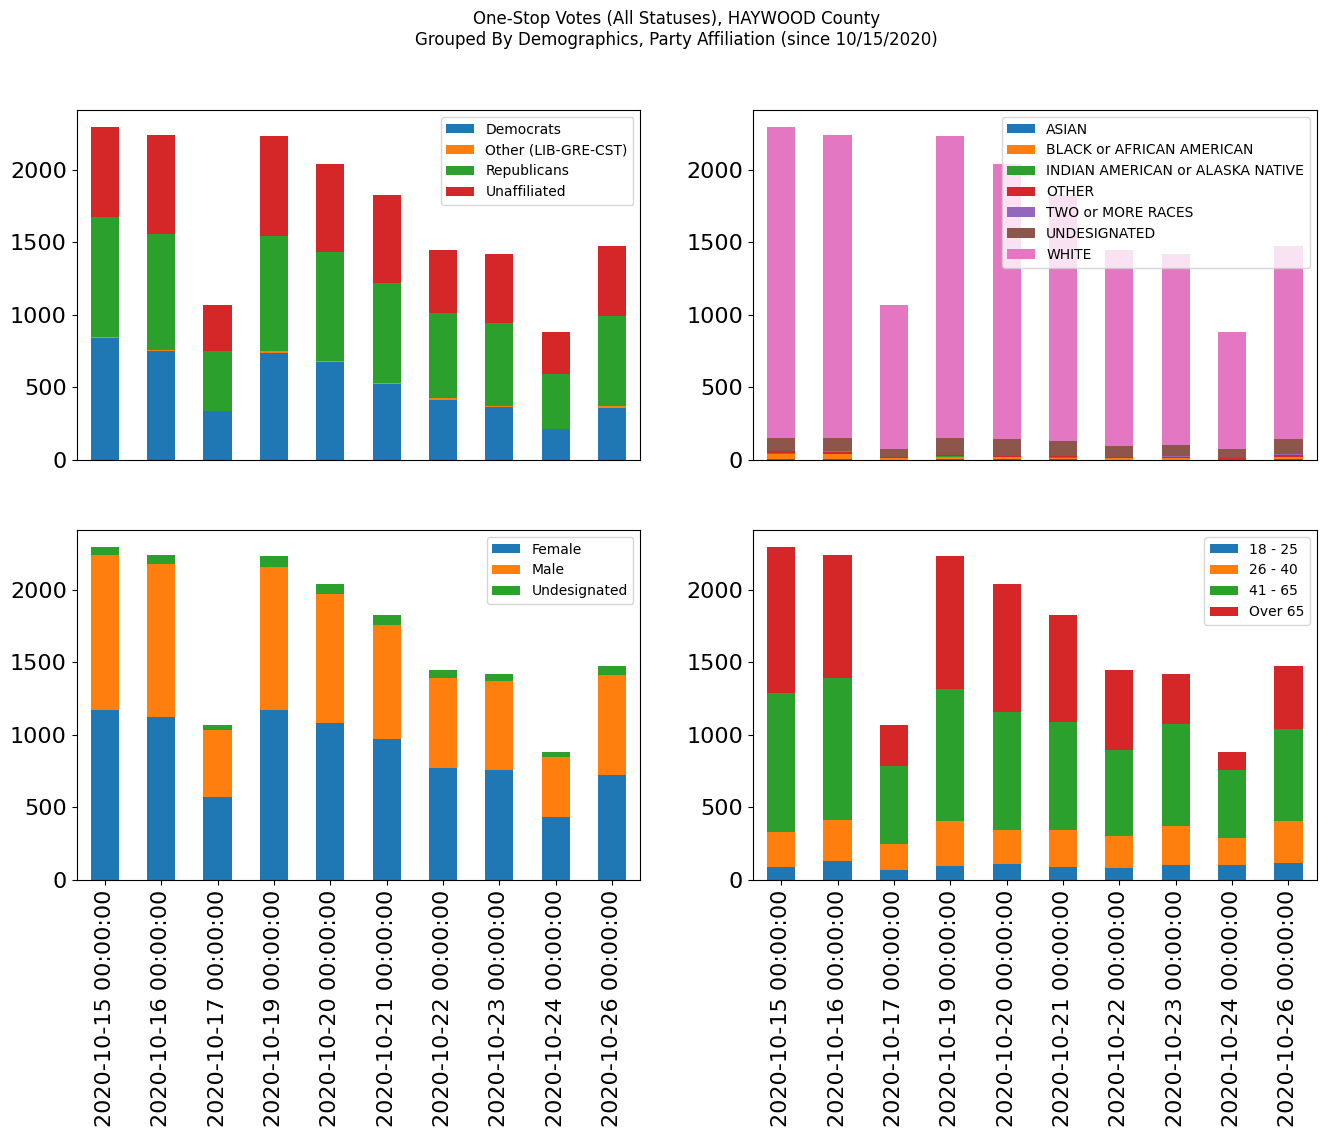 One-Stop Votes (All Statuses), HAYWOOD County
Grouped By Demographics, Party Affiliation (since 10/15/2020)
2000
1500
1000
500
0
Democrats
Other (LIB-GRE-CST)
Republicans
Unaffiliated
2000
1500
1000
500
0
ASIAN
BLACK or AFRICAN AMERICAN
INDIAN AMERICAN or ALASKA NATIVE
OTHER
TWO or MORE RACES
UNDESIGNATED
WHITE
2000
1500
1000
500
0
Female
Male
Undesignated
2020-10-15 00:00:00
2020-10-16 00:00:00
2020-10-17 00:00:00
2020-10-19 00:00:00
2020-10-20 00:00:00
2020-10-21 00:00:00
2020-10-22 00:00:00
2020-10-23 00:00:00
2020-10-24 00:00:00
2020-10-26 00:00:00
2000
1500
1000
500
0
18 - 25
26 - 40
41 - 65
Over 65
2020-10-15 00:00:00
2020-10-16 00:00:00
2020-10-17 00:00:00
2020-10-19 00:00:00
2020-10-20 00:00:00
2020-10-21 00:00:00
2020-10-22 00:00:00
2020-10-23 00:00:00
2020-10-24 00:00:00
2020-10-26 00:00:00